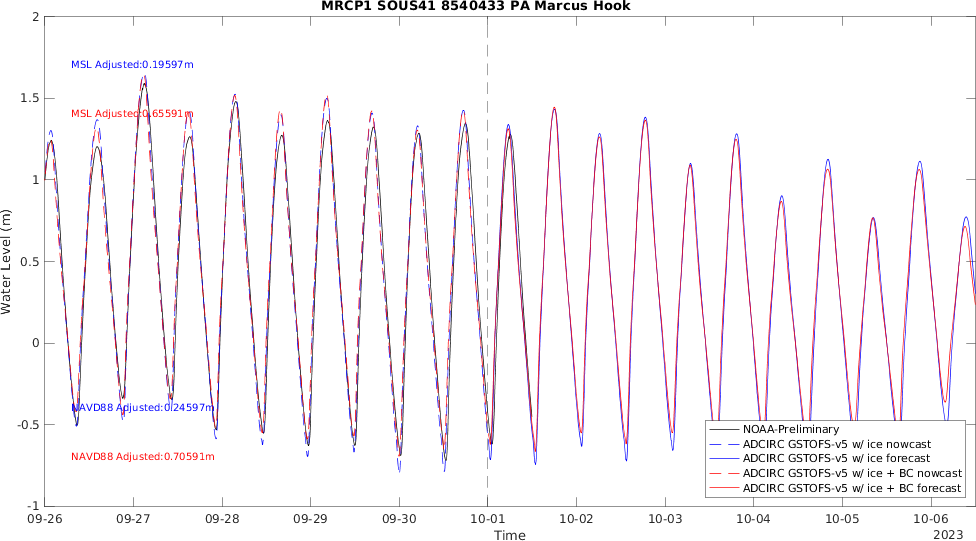 MRCP1 SOUS41 8540433 PA Marcus Hook
2
1.5
1
0.5
0
-0.5
-1
Water Level (m)
MSL Adjusted:0.19597m
MSL Adjusted:0.65591m
NAVD88 Adjusted:0.24597m
NAVD88 Adjusted:0.70591m
NOAA-Preliminary
ADCIRC GSTOFS-v5 w/ ice nowcast
ADCIRC GSTOFS-v5 w/ ice forecast
ADCIRC GSTOFS-v5 w/ ice + BC nowcast
ADCIRC GSTOFS-v5 w/ ice + BC forecast
09-26 09-27 09-28 09-29 09-30 10-01 10-02 10-03 10-04 10-05 10-06
Time
2023